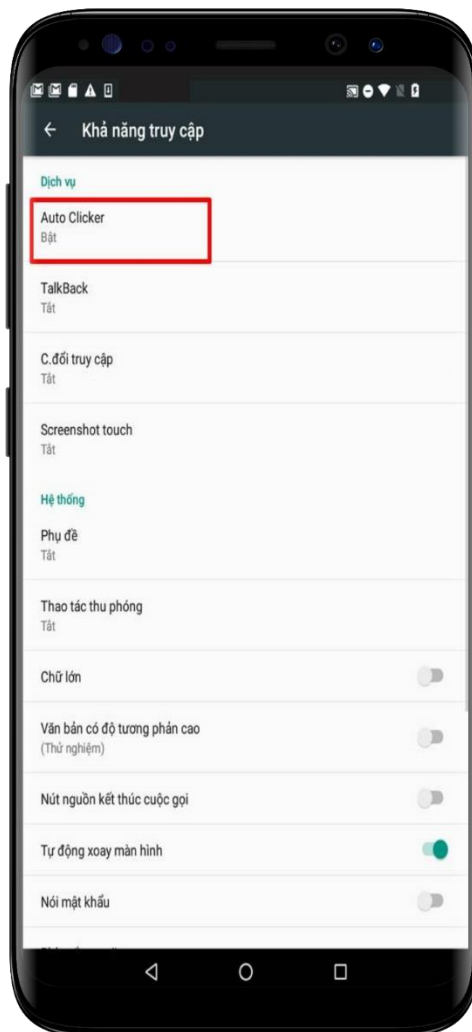 Khả năng truy cập
Dịch vụ
Auto Clicker
Bật
TalkBack
Tắt
C.đổi truy cập
Tắt
Screenshot touch
Tắt
Hệ thống
Phụ đề
Tắt
Thao tác thu phóng
Tắt
Chữ lớn
Văn bản có độ tương phản cao
(Thử nghiệm)
Nút nguồn kết thúc cuộc gọi
Tự động xoay màn hình
Nói mật khẩu